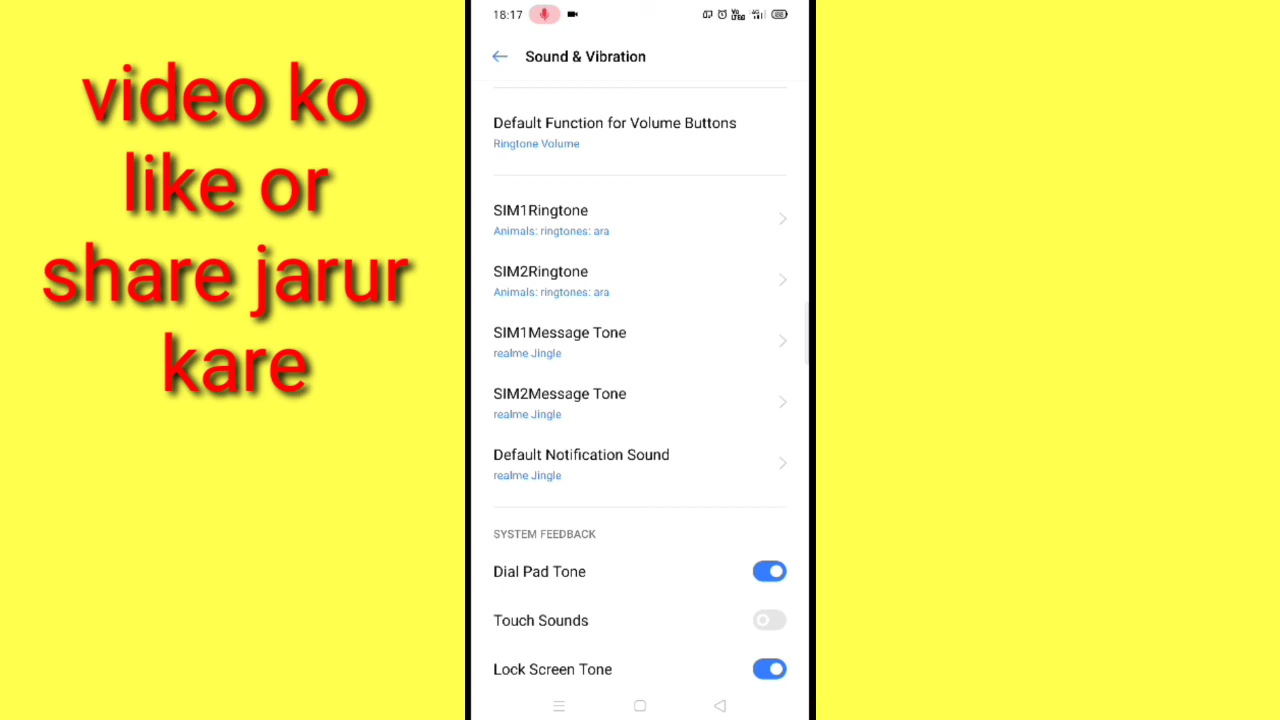 video ko
like or
share jarur
kare
18:17
Sound & Vibration
Default Function for Volume Buttons
Ringtone Volume
SIM1Ringtone
Animals: ringtones: ara
SIM2Ringtone
Animals: ringtones: ara
SIM1Message Tone
realme Jingle
SIM2Message Tone
realme Jingle
Default Notification Sound
realme Jingle
SYSTEM FEEDBACK
Dial Pad Tone
Touch Sounds
Lock Screen Tone